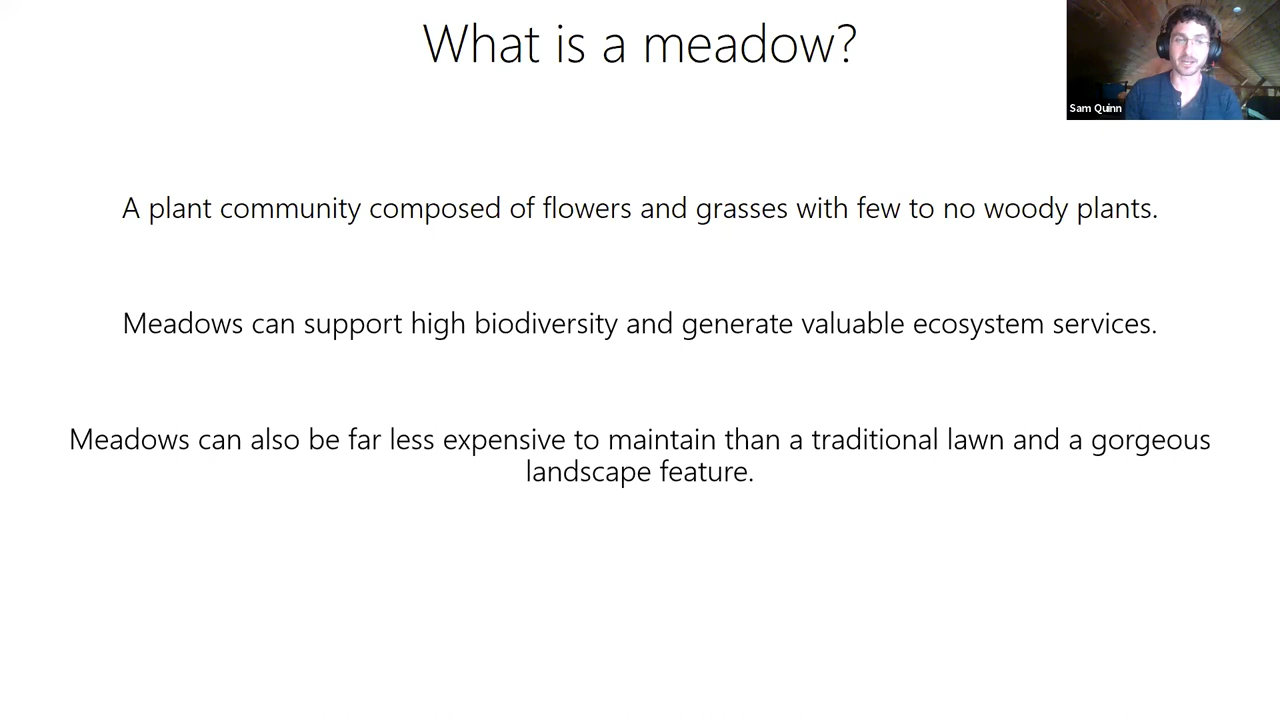 What is a meadow?
Sam Quinn
A plant community composed of flowers and grasses with few to no woody plants.
Meadows can support high biodiversity and generate valuable ecosystem services.
Meadows can also be far less expensive to maintain than a traditional lawn and a gorgeous
landscape feature.